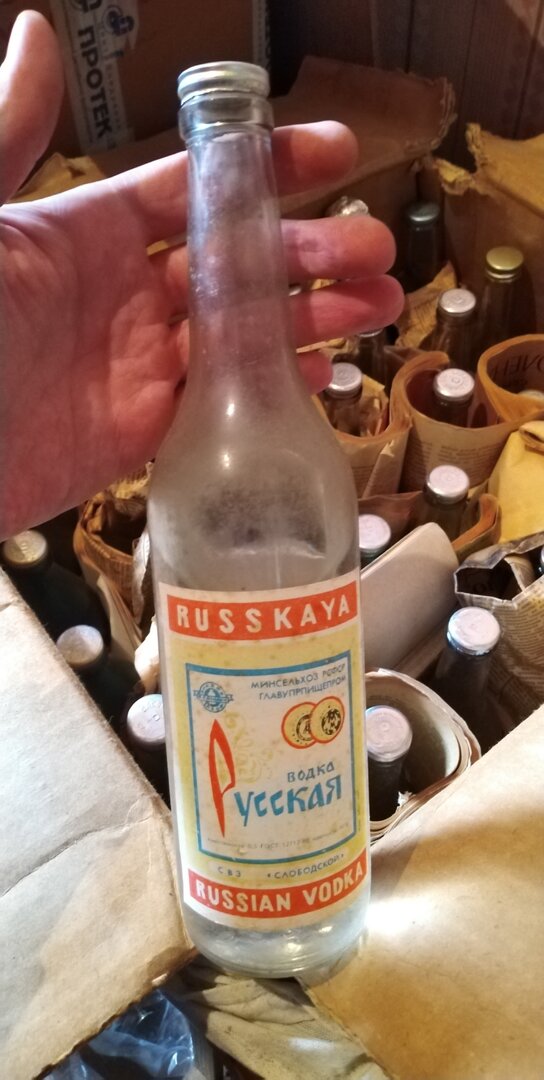 ПРОТЕК
RUSSKAYA
МИНСЕЛЬХОЗ РСФСР
ГЛАВУПРПИЩЕПРОМ
ВОДКА
Русская
СВЗ «СЛОБОДСКОЙ»
RUSSIAN VODKA